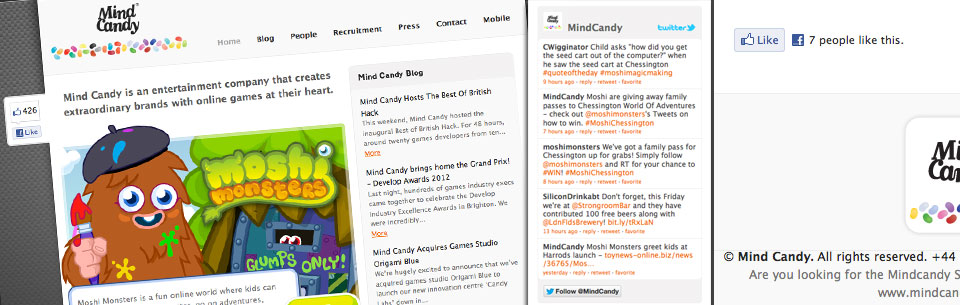 Mind
Candy
Home Blog People Recruitment Press Contact Mobile
426
Like
Mind Candy is an entertainment company that creates
extraordinary brands with online games at their heart.
moshi
monsters
GLUMPS ONLY!
Moshi Monsters is a fun online world where kids can
Mind Candy Blog
Mind Candy Hosts The Best Of British
Hack
This weekend, Mind Candy hosted the
inaugural Best of British Hack. For 48 hours,
around twenty games developers from ten...
More
Mind Candy brings home the Grand Prix!
– Develop Awards 2012
Last night, hundreds of games industry execs
came together to celebrate the Develop
Industry Excellence Awards in Brighton. We
were incredibly...
More
Mind Candy Acquires Games Studio
Origami Blue
We're hugely excited to announce that we've
acquired games studio Origami Blue to
launch our new innovation centre 'Candy
Labs' down in...
Mind
Candy
MindCandy
twitter
CWigginator Child asks "how did you get
the seed cart out of the computer?" when
he saw the seed cart at Chessington
#quoteoftheday #moshimagicmaking
9 hours ago · reply · retweet · favorite
MindCandy Moshi are giving away family
passes to Chessington World Of Adventures
– check out @moshimonsters's Tweets on
how to win. #MoshiChessington
7 hours ago · reply · retweet · favorite
moshimonsters We've got a family pass for
Chessington up for grabs! Simply follow
@moshimonsters and RT for your chance to
#WIN! #MoshiChessington
8 hours ago · reply · retweet · favorite
SiliconDrinkabt Don't forget, this Friday
we're @StrongroomBar and they have
contributed 100 free beers along with
@LdnFldsBrewery! bit.ly/tRxLaN
13 hours ago · reply · retweet · favorite
MindCandy Moshi Monsters greet kids at
Harrods launch – toynews-online.biz/news
/36765/Mos...
yesterday · reply · retweet · favorite
Follow @MindCandy
Like 7 people like this.
© Mind Candy. All rights reserved. +44
Are you looking for the Mindcandy S
www.mindcan